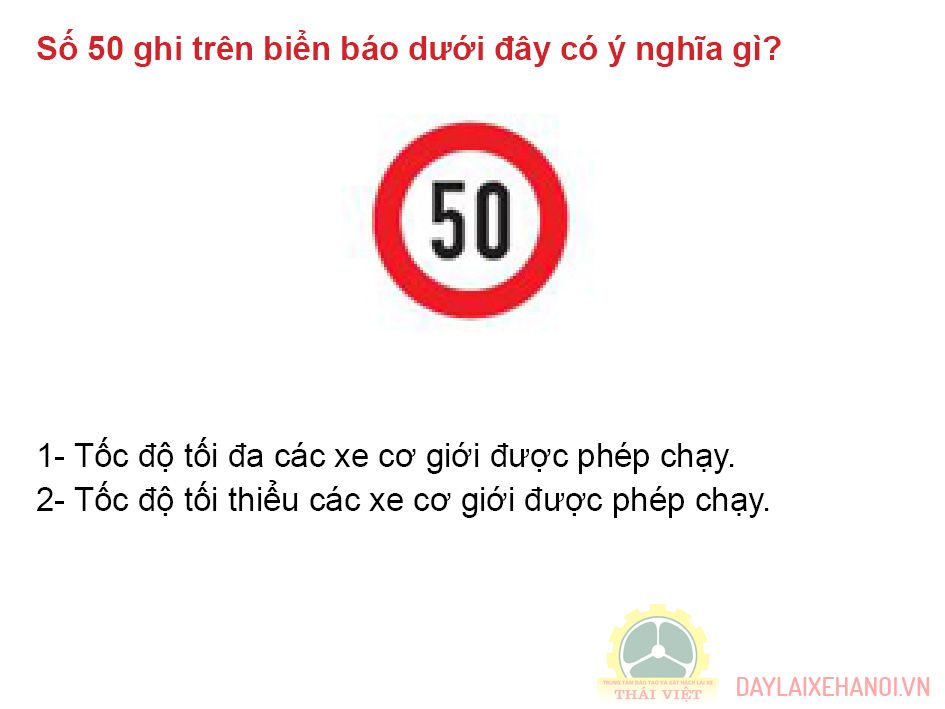 Số 50 ghi trên biển báo dưới đây có ý nghĩa gì?
50
1- Tốc độ tối đa các xe cơ giới được phép chạy.
2- Tốc độ tối thiểu các xe cơ giới được phép chạy.
TRUNG TÂM ĐÀO TẠO VÀ SÁT HẠCH LÁI XE
THÁI VIỆT
DAYLAIXEHANOI.VN